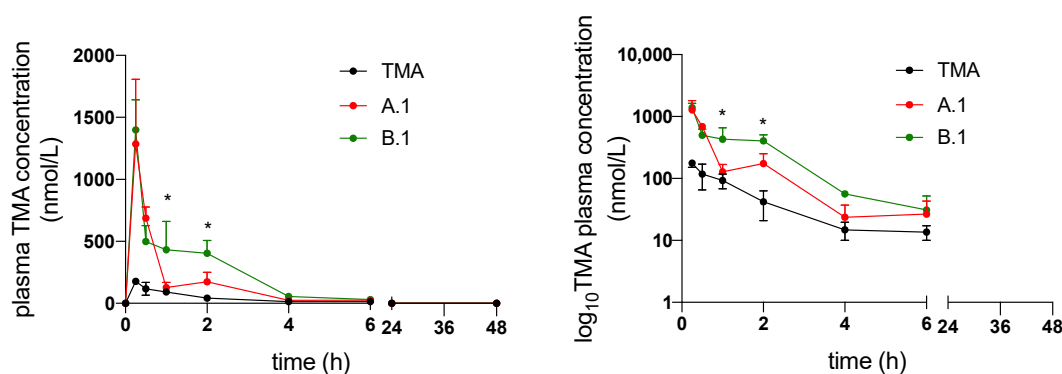 plasma TMA concentration
(nmol/L)
2000
1500
1000
500
0
TMA
A.1
B.1
*
*
0
2
4
6
24
36
48
time (h)
log10TMA plasma concentration
(nmol/L)
10,000
1000
100
10
1
TMA
A.1
B.1
*
*
0
2
4
6
24
36
48
time (h)